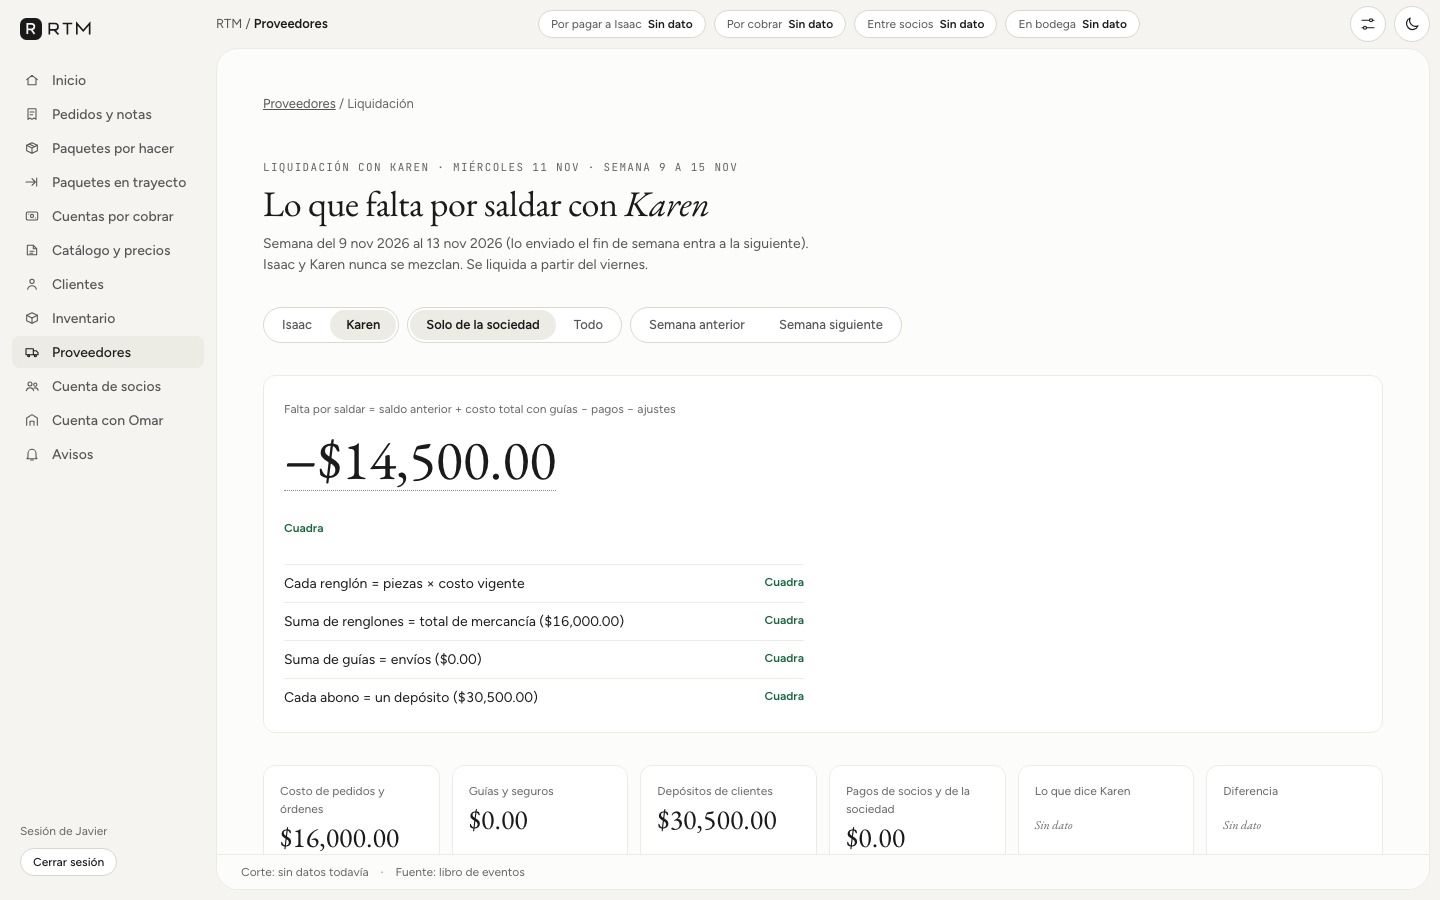 R RTM
RTM / Proveedores
Por pagar a Isaac Sin dato
Por cobrar Sin dato
Entre socios Sin dato
En bodega Sin dato
Inicio
Pedidos y notas
Paquetes por hacer
Paquetes en trayecto
Cuentas por cobrar
Catálogo y precios
Clientes
Inventario
Proveedores
Cuenta de socios
Cuenta con Omar
Avisos
Sesión de Javier
Cerrar sesión
Proveedores / Liquidación
LIQUIDACIÓN CON KAREN · MIÉRCOLES 11 NOV · SEMANA 9 A 15 NOV
Lo que falta por saldar con Karen
Semana del 9 nov 2026 al 13 nov 2026 (lo enviado el fin de semana entra a la siguiente).
Isaac y Karen nunca se mezclan. Se liquida a partir del viernes.
Isaac Karen
Solo de la sociedad Todo
Semana anterior Semana siguiente
Falta por saldar = saldo anterior + costo total con guías − pagos − ajustes
−$14,500.00
Cuadra
Cada renglón = piezas × costo vigente Cuadra
Suma de renglones = total de mercancía ($16,000.00) Cuadra
Suma de guías = envíos ($0.00) Cuadra
Cada abono = un depósito ($30,500.00) Cuadra
Costo de pedidos y
órdenes
$16,000.00
Guías y seguros
$0.00
Depósitos de clientes
$30,500.00
Pagos de socios y de la
sociedad
$0.00
Lo que dice Karen
Sin dato
Diferencia
Sin dato
Corte: sin datos todavía · Fuente: libro de eventos